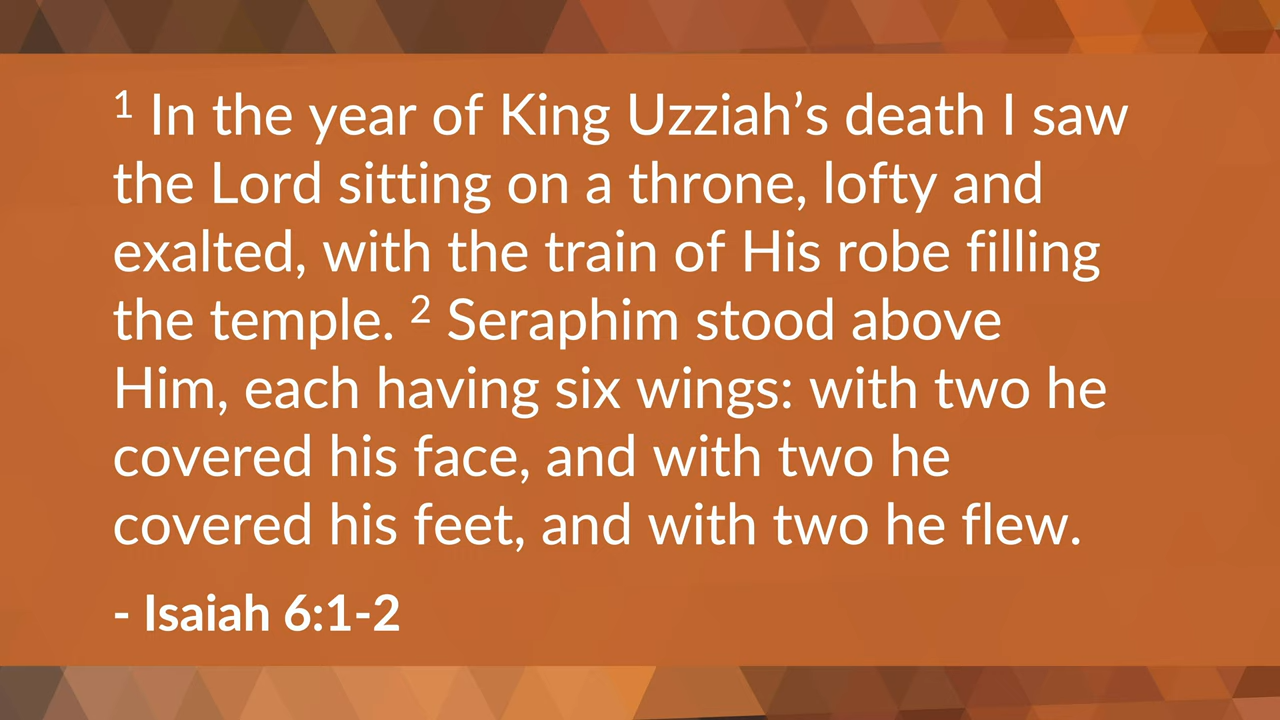 1 In the year of King Uzziah’s death I saw
the Lord sitting on a throne, lofty and
exalted, with the train of His robe filling
the temple. 2 Seraphim stood above
Him, each having six wings: with two he
covered his face, and with two he
covered his feet, and with two he flew.
- Isaiah 6:1-2